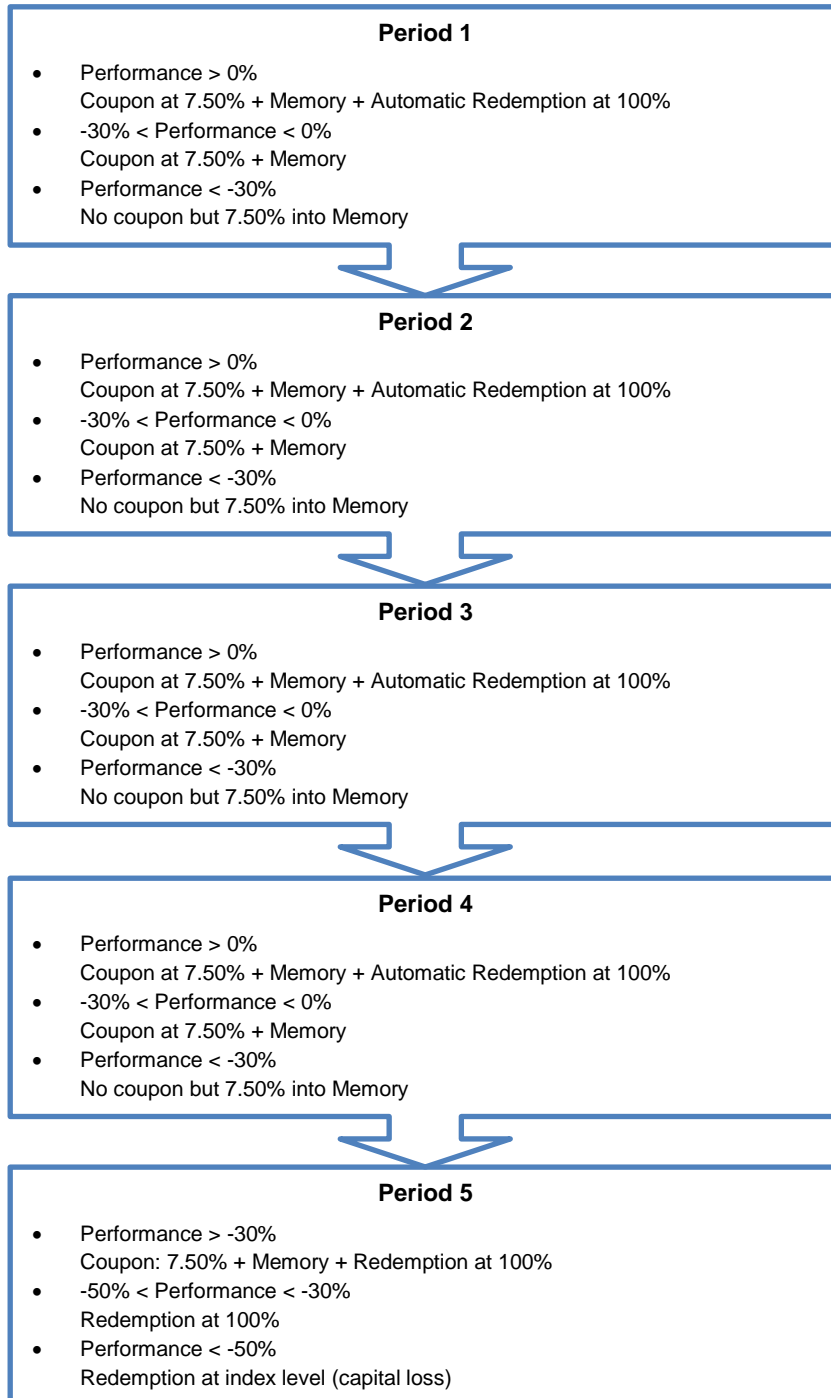 Period 1
• Performance > 0%
Coupon at 7.50% + Memory + Automatic Redemption at 100%
• -30% < Performance < 0%
Coupon at 7.50% + Memory
• Performance < -30%
No coupon but 7.50% into Memory
Period 2
• Performance > 0%
Coupon at 7.50% + Memory + Automatic Redemption at 100%
• -30% < Performance < 0%
Coupon at 7.50% + Memory
• Performance < -30%
No coupon but 7.50% into Memory
Period 3
• Performance > 0%
Coupon at 7.50% + Memory + Automatic Redemption at 100%
• -30% < Performance < 0%
Coupon at 7.50% + Memory
• Performance < -30%
No coupon but 7.50% into Memory
Period 4
• Performance > 0%
Coupon at 7.50% + Memory + Automatic Redemption at 100%
• -30% < Performance < 0%
Coupon at 7.50% + Memory
• Performance < -30%
No coupon but 7.50% into Memory
Period 5
• Performance > -30%
Coupon: 7.50% + Memory + Redemption at 100%
• -50% < Performance < -30%
Redemption at 100%
• Performance < -50%
Redemption at index level (capital loss)